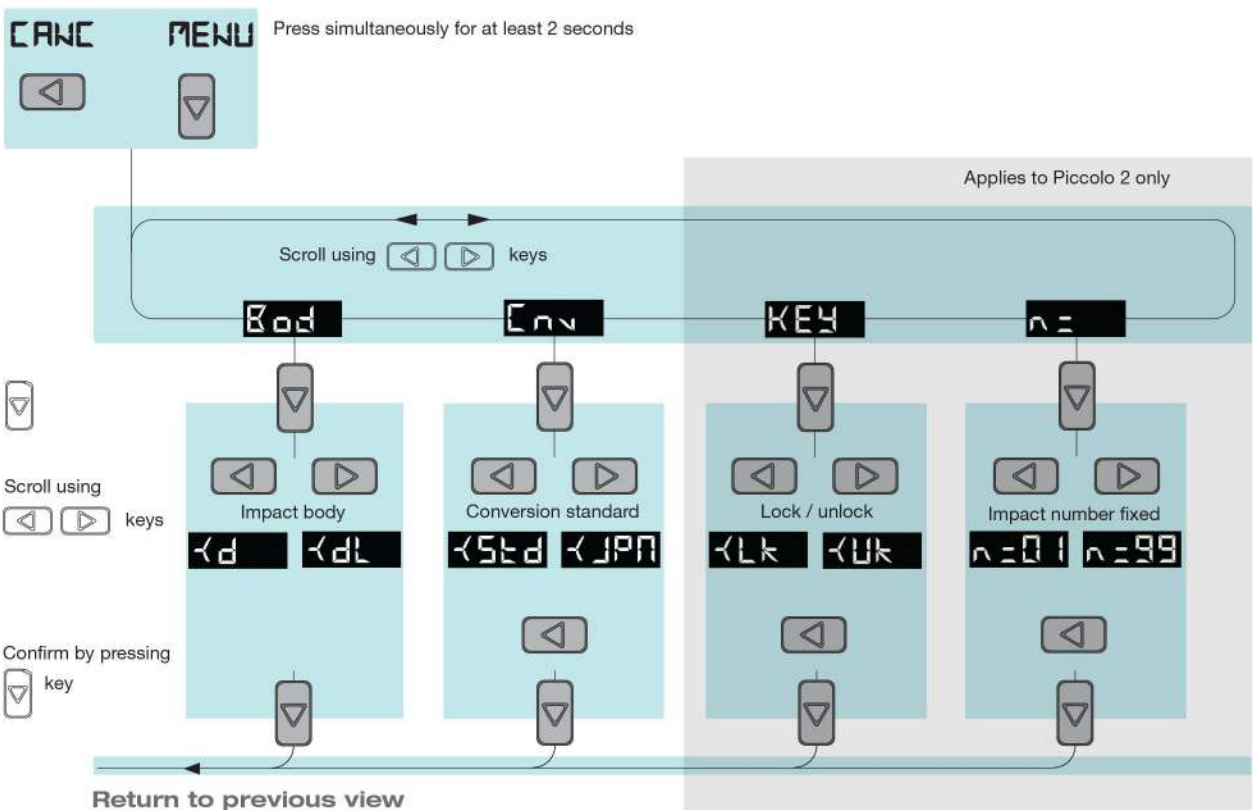 CANC MENU Press simultaneously for at least 2 seconds
Applies to Piccolo 2 only
Scroll using keys
Bod Cnv KEY n=
Scroll using
keys
Impact body Conversion standard Lock / unlock Impact number fixed
<d <dL <Std <JPM <Lk <Uk n=01 n=99
Confirm by pressing
key
Return to previous view